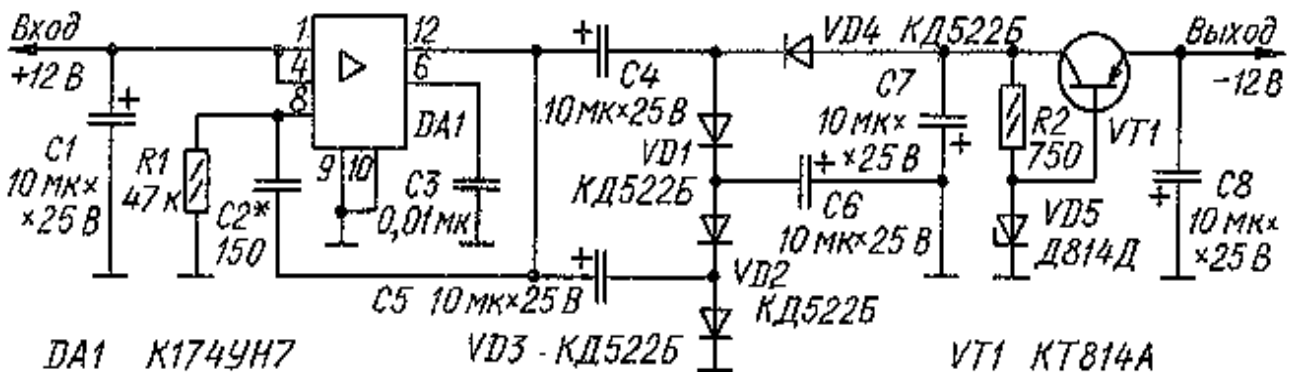 Вход
+12 В
C1
10 мк×
×25 В
R1
47 к
C2*
150
1
4
8
12
6
9
10
DA1
C3
0,01 мк
+
C4
10 мк×25 В
C5 10 мк×25 В
VD1
КД522Б
VD2
КД522Б
VD3 - КД522Б
VD4 КД522Б
C6
10 мк×25 В
C7
10 мк×
×25 В
R2
750
VD5
Д814Д
VT1
Выход
-12 В
C8
10 мк×
×25 В
DA1 К174УН7
VT1 КТ814А